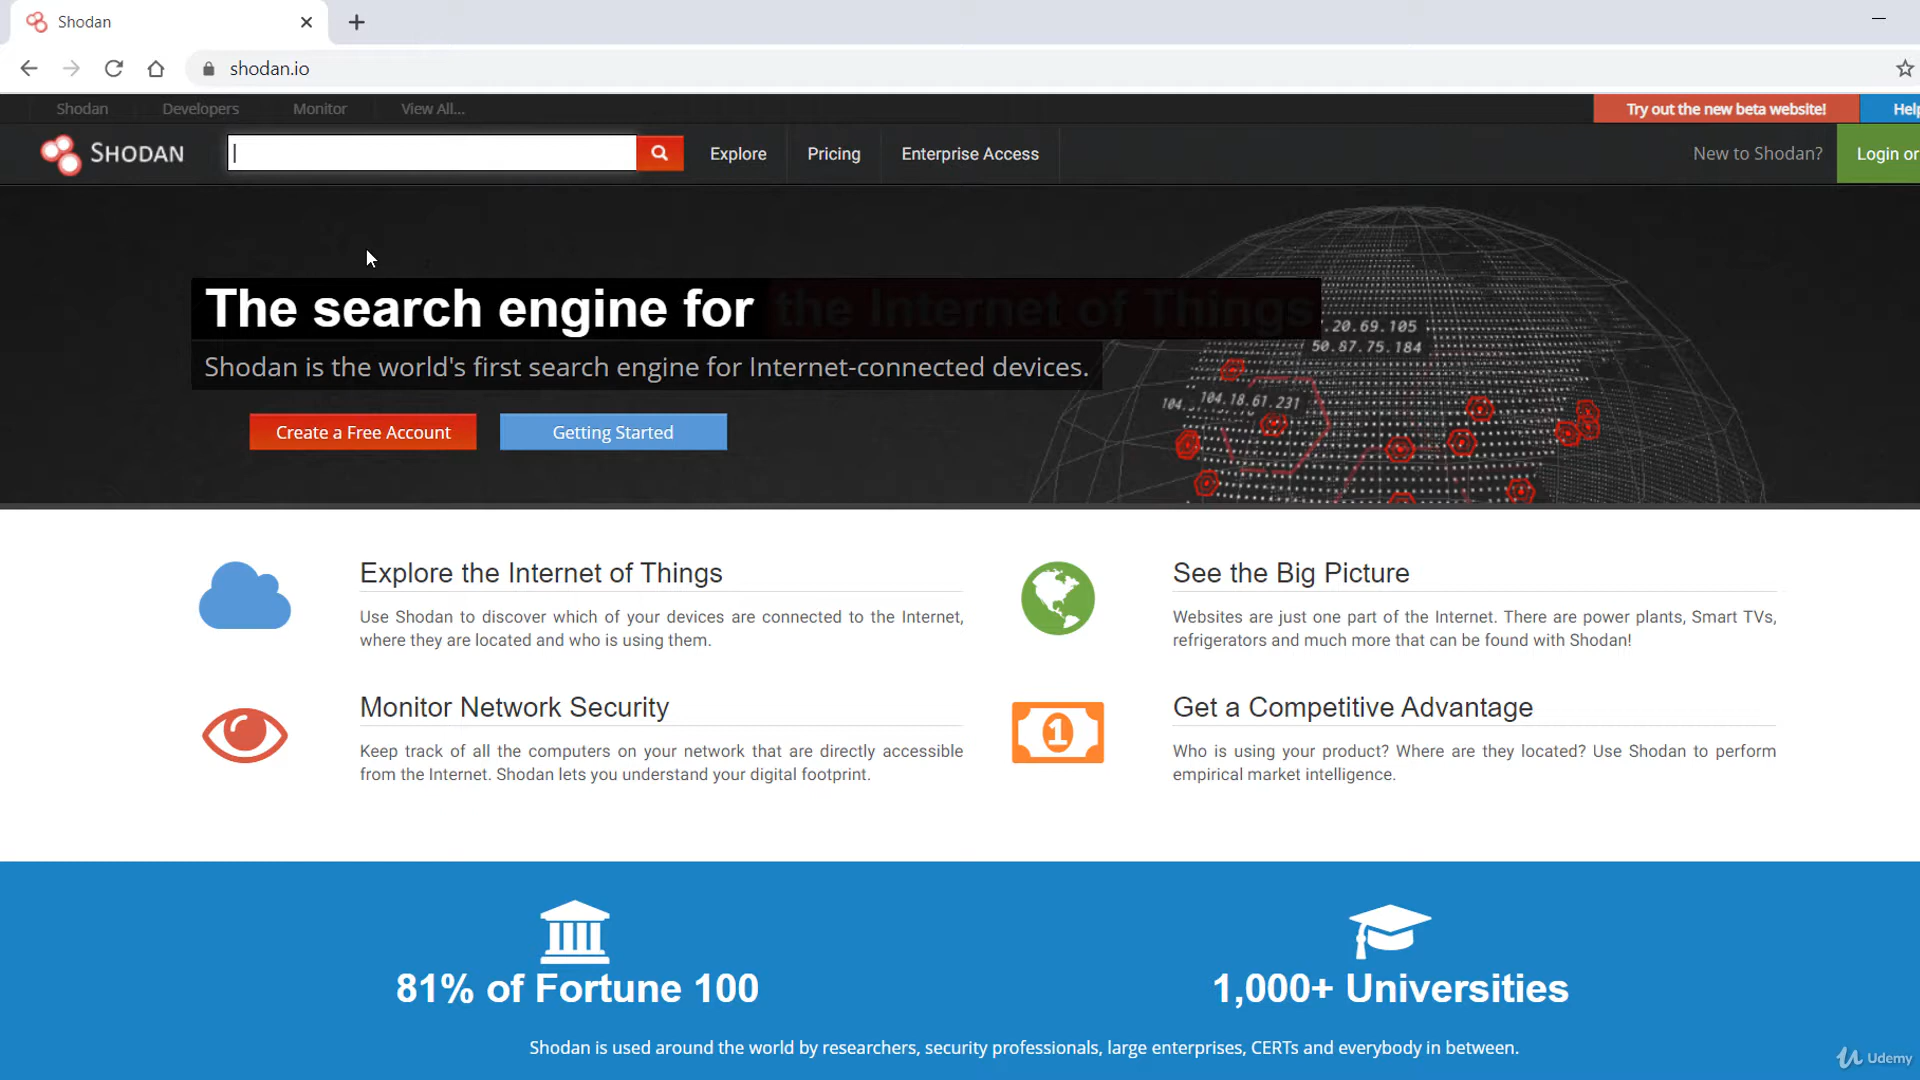 Shodan
shodan.io
Shodan Developers Monitor View All... Try out the new beta website! Help
SHODAN Explore Pricing Enterprise Access New to Shodan? Login or
The search engine for the Internet of Things
.20.69.105
50.87.75.184
Shodan is the world's first search engine for Internet-connected devices.
104. 104.18.61.231
Create a Free Account Getting Started
Explore the Internet of Things
Use Shodan to discover which of your devices are connected to the Internet,
where they are located and who is using them.
See the Big Picture
Websites are just one part of the Internet. There are power plants, Smart TVs,
refrigerators and much more that can be found with Shodan!
Monitor Network Security
Keep track of all the computers on your network that are directly accessible
from the Internet. Shodan lets you understand your digital footprint.
1
Get a Competitive Advantage
Who is using your product? Where are they located? Use Shodan to perform
empirical market intelligence.
81% of Fortune 100
1,000+ Universities
Shodan is used around the world by researchers, security professionals, large enterprises, CERTs and everybody in between.
Udemy